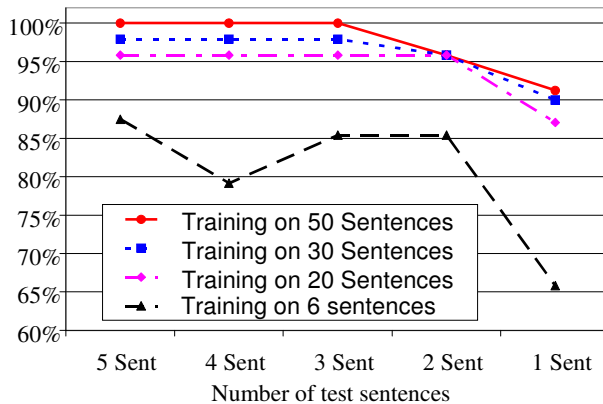 100%
95%
90%
85%
80%
75%
70%
65%
60%
Training on 50 Sentences
Training on 30 Sentences
Training on 20 Sentences
Training on 6 sentences
5 Sent 4 Sent 3 Sent 2 Sent 1 Sent
Number of test sentences